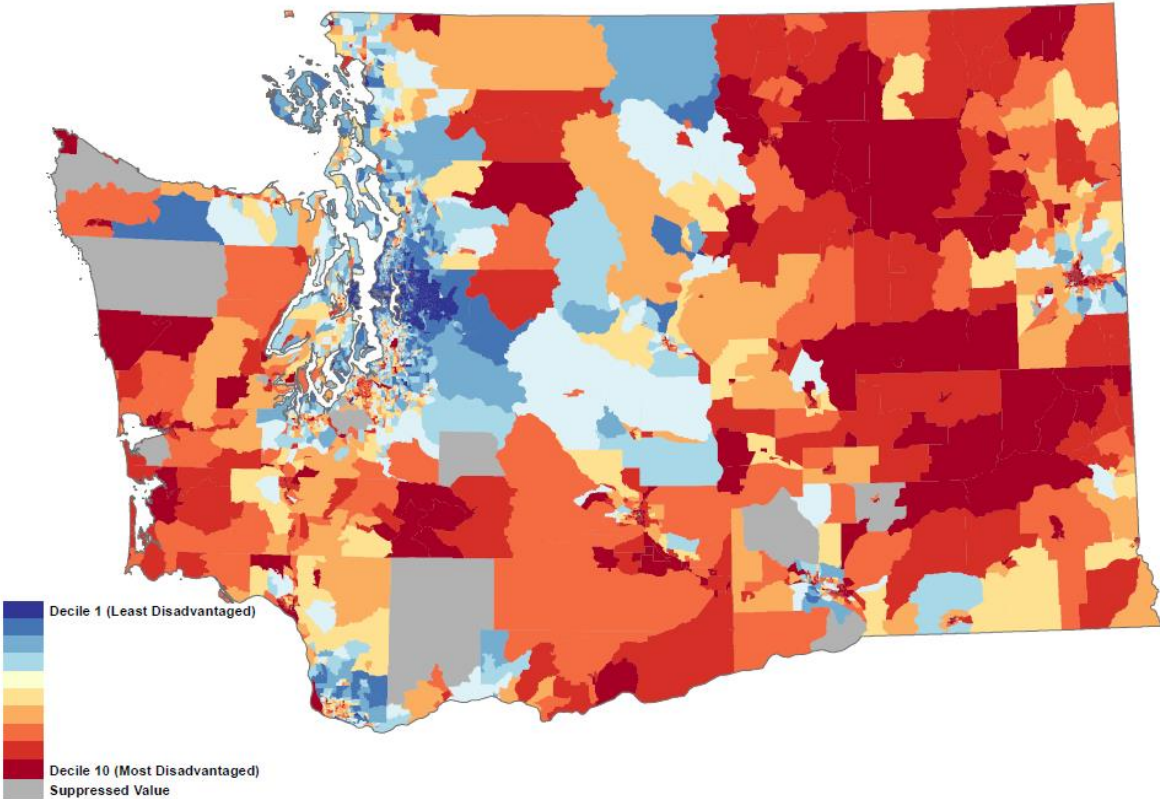 Decile 1 (Least Disadvantaged)
Decile 10 (Most Disadvantaged)
Suppressed Value